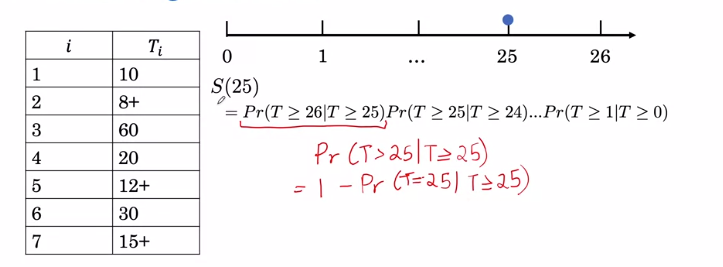 i T_i
1 10
2 8+
3 60
4 20
5 12+
6 30
7 15+
0 1 ... 25 26
S(25)
= Pr(T ≥ 26|T ≥ 25)Pr(T ≥ 25|T ≥ 24)...Pr(T ≥ 1|T ≥ 0)
Pr (T>25|T≥25)
= 1 - Pr (T=25| T≥25)